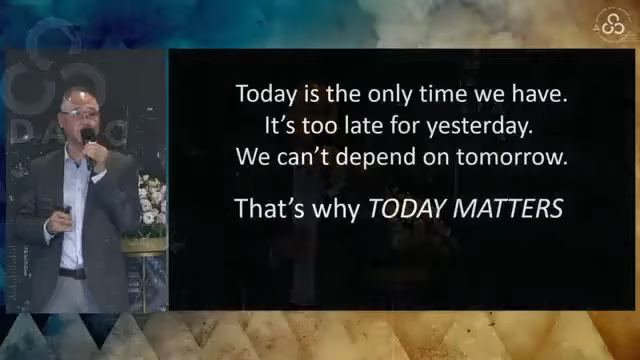 Today is the only time we have.
It's too late for yesterday.
We can't depend on tomorrow.
That's why TODAY MATTERS